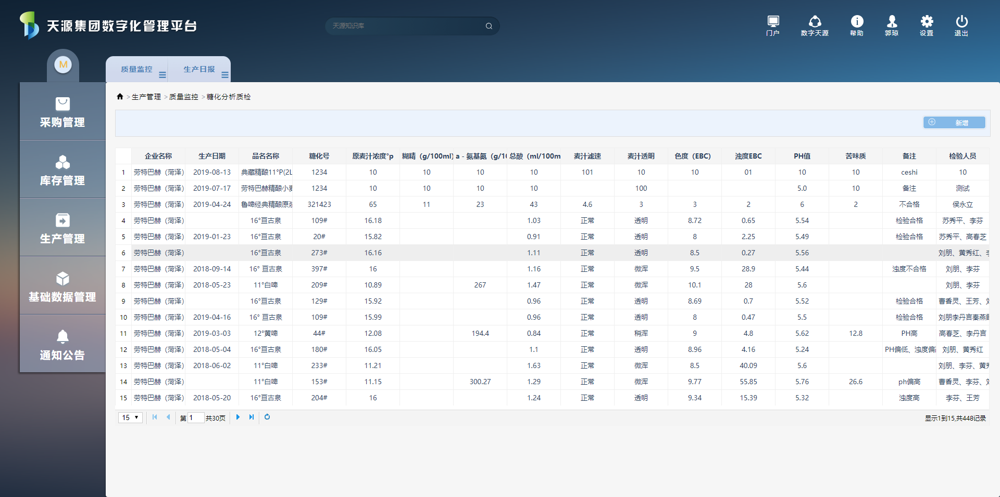 天源集团数字化管理平台
天源知识库
门户 数字天源 帮助 郭琼 设置 退出
M
质量监控 生产日报
采购管理
库存管理
生产管理
基础数据管理
通知公告
>生产管理 >质量监控 >糖化分析质检
新增
企业名称 生产日期 品名名称 糖化号 原麦汁浓度°p 糊精（g/100ml) a - 氨基氮（g/10 总酸（ml/100m 麦汁滤速 麦汁透明 色度（EBC) 浊度EBC PH值 苦味质 备注 检验人员
1 劳特巴赫（菏泽） 2019-08-13 典藏精酿11°P(2L 1234 10 10 10 10 101 10 10 01 10 10 ceshi 10
2 劳特巴赫（菏泽） 2019-07-17 劳特巴赫精酿小麦 1234 10 10 10 10 100 5.0 10 备注 测试
3 劳特巴赫（菏泽） 2019-04-24 鲁啤经典精酿原浆 321423 65 11 23 43 4.6 3 3 2 6 2 不合格 侯永立
4 劳特巴赫（菏泽） 16°亘古泉 109# 16.18 1.03 正常 透明 8.72 0.65 5.54 检验合格 苏秀平、李芬
5 劳特巴赫（菏泽） 2019-01-23 16°亘古泉 20# 15.82 0.91 正常 透明 8 2.25 5.49 检验合格 苏秀平、高春芝
6 劳特巴赫（菏泽） 16°亘古泉 273# 16.16 1.11 正常 透明 8.5 0.27 5.56 刘朋、黄秀红、李
7 劳特巴赫（菏泽） 2018-09-14 16° 亘古泉 397# 16 1.16 正常 微浑 9.5 28.9 5.44 浊度不合格 刘朋、李芬
8 劳特巴赫（菏泽） 2018-05-23 11°白啤 209# 10.89 267 1.47 正常 微浑 10.1 28 5.6 刘朋、李芬
9 劳特巴赫（菏泽） 16°亘古泉 129# 15.92 0.96 正常 透明 8.69 0.7 5.52 检验合格 曹香灵、王芳、刘
10 劳特巴赫（菏泽） 2019-04-16 16° 亘古泉 109# 15.99 0.96 正常 透明 8 0.47 5.5 检验合格 刘朋李丹言秦燕
11 劳特巴赫（菏泽） 2019-03-03 12°黄啤 44# 12.08 194.4 0.84 正常 稍浑 9 4.8 5.62 12.8 PH高 高春芝、李丹言
12 劳特巴赫（菏泽） 2018-05-04 16°亘古泉 180# 16.05 1.1 正常 透明 8.96 4.16 5.24 PH偏低、浊度偏高 刘朋、黄秀红
13 劳特巴赫（菏泽） 2018-06-02 11°白啤 233# 11.21 1.63 正常 微浑 8.5 40.09 5.6 刘朋、李芬、黄秀
14 劳特巴赫（菏泽） 11°白啤 153# 11.15 300.27 1.29 正常 微浑 9.77 55.85 5.76 26.6 ph偏高 曹香灵、李芬、刘
15 劳特巴赫（菏泽） 2018-05-20 16°亘古泉 204# 16 1.24 正常 透明 9.34 15.39 5.32 浊度高 李芬、王芳
15 第 1 共30页 显示1到15,共448记录